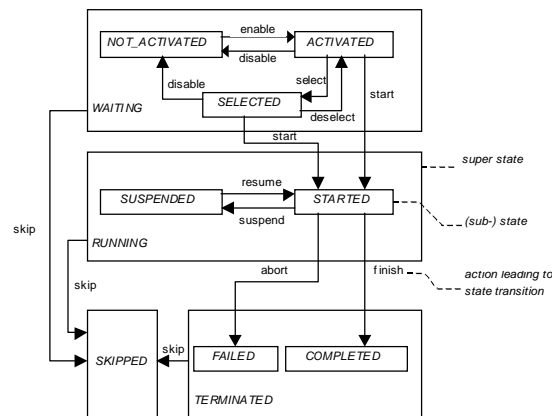 enable
NOT_ACTIVATED
ACTIVATED
disable
select
disable
SELECTED
start
WAITING
deselect
start
super state
resume
SUSPENDED
STARTED
suspend
(sub-) state
skip
RUNNING
abort
finish
action leading to
state transition
skip
skip
SKIPPED
FAILED
COMPLETED
TERMINATED